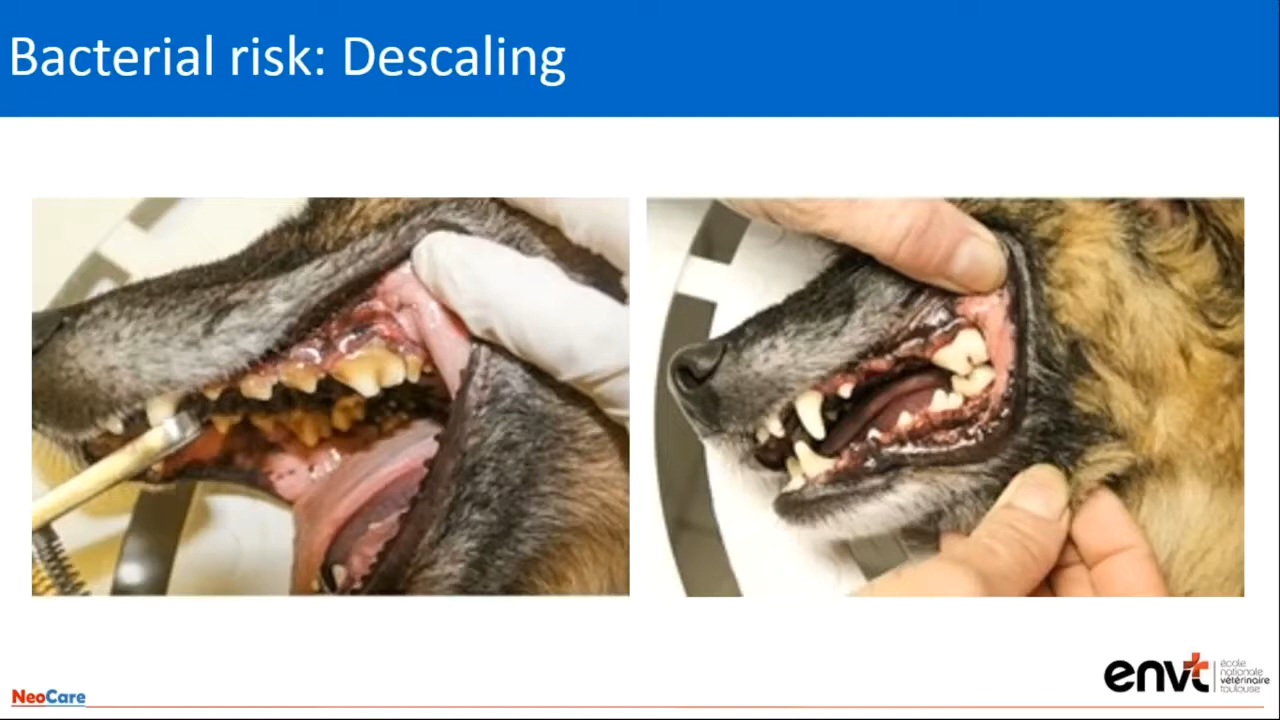 Bacterial risk: Descaling
NeoCare
envt
école
nationale
vétérinaire
toulouse